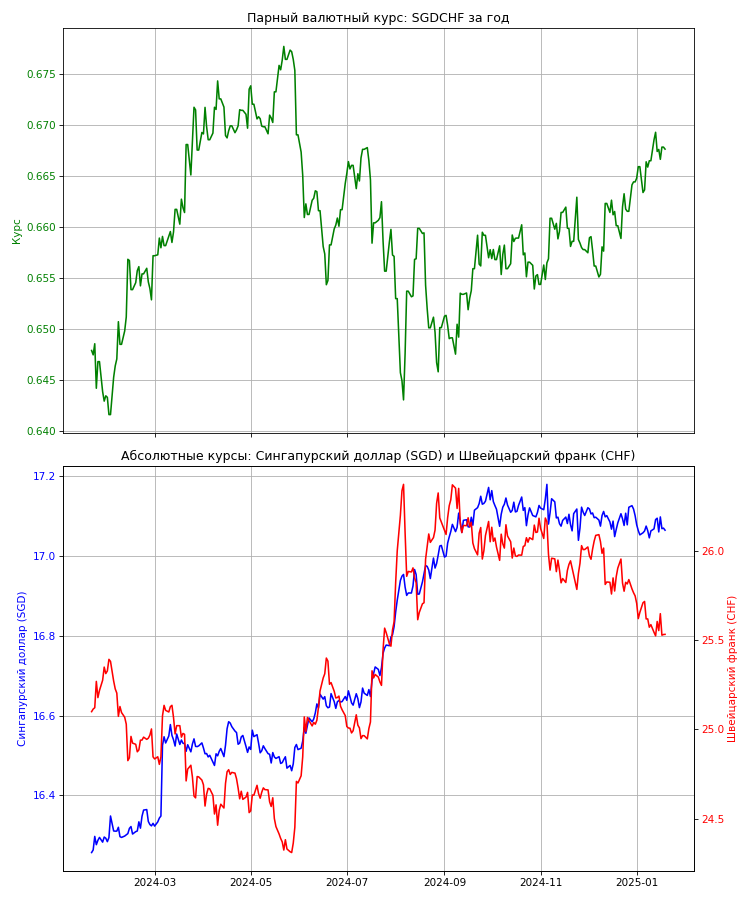 Парный валютный курс: SGDCHF за год
0.675
0.670
0.665
0.660
0.655
0.650
0.645
0.640
Курс
Абсолютные курсы: Сингапурский доллар (SGD) и Швейцарский франк (CHF)
17.2
17.0
16.8
16.6
16.4
Сингапурский доллар (SGD)
26.0
25.5
25.0
24.5
Швейцарский франк (CHF)
2024-03 2024-05 2024-07 2024-09 2024-11 2025-01